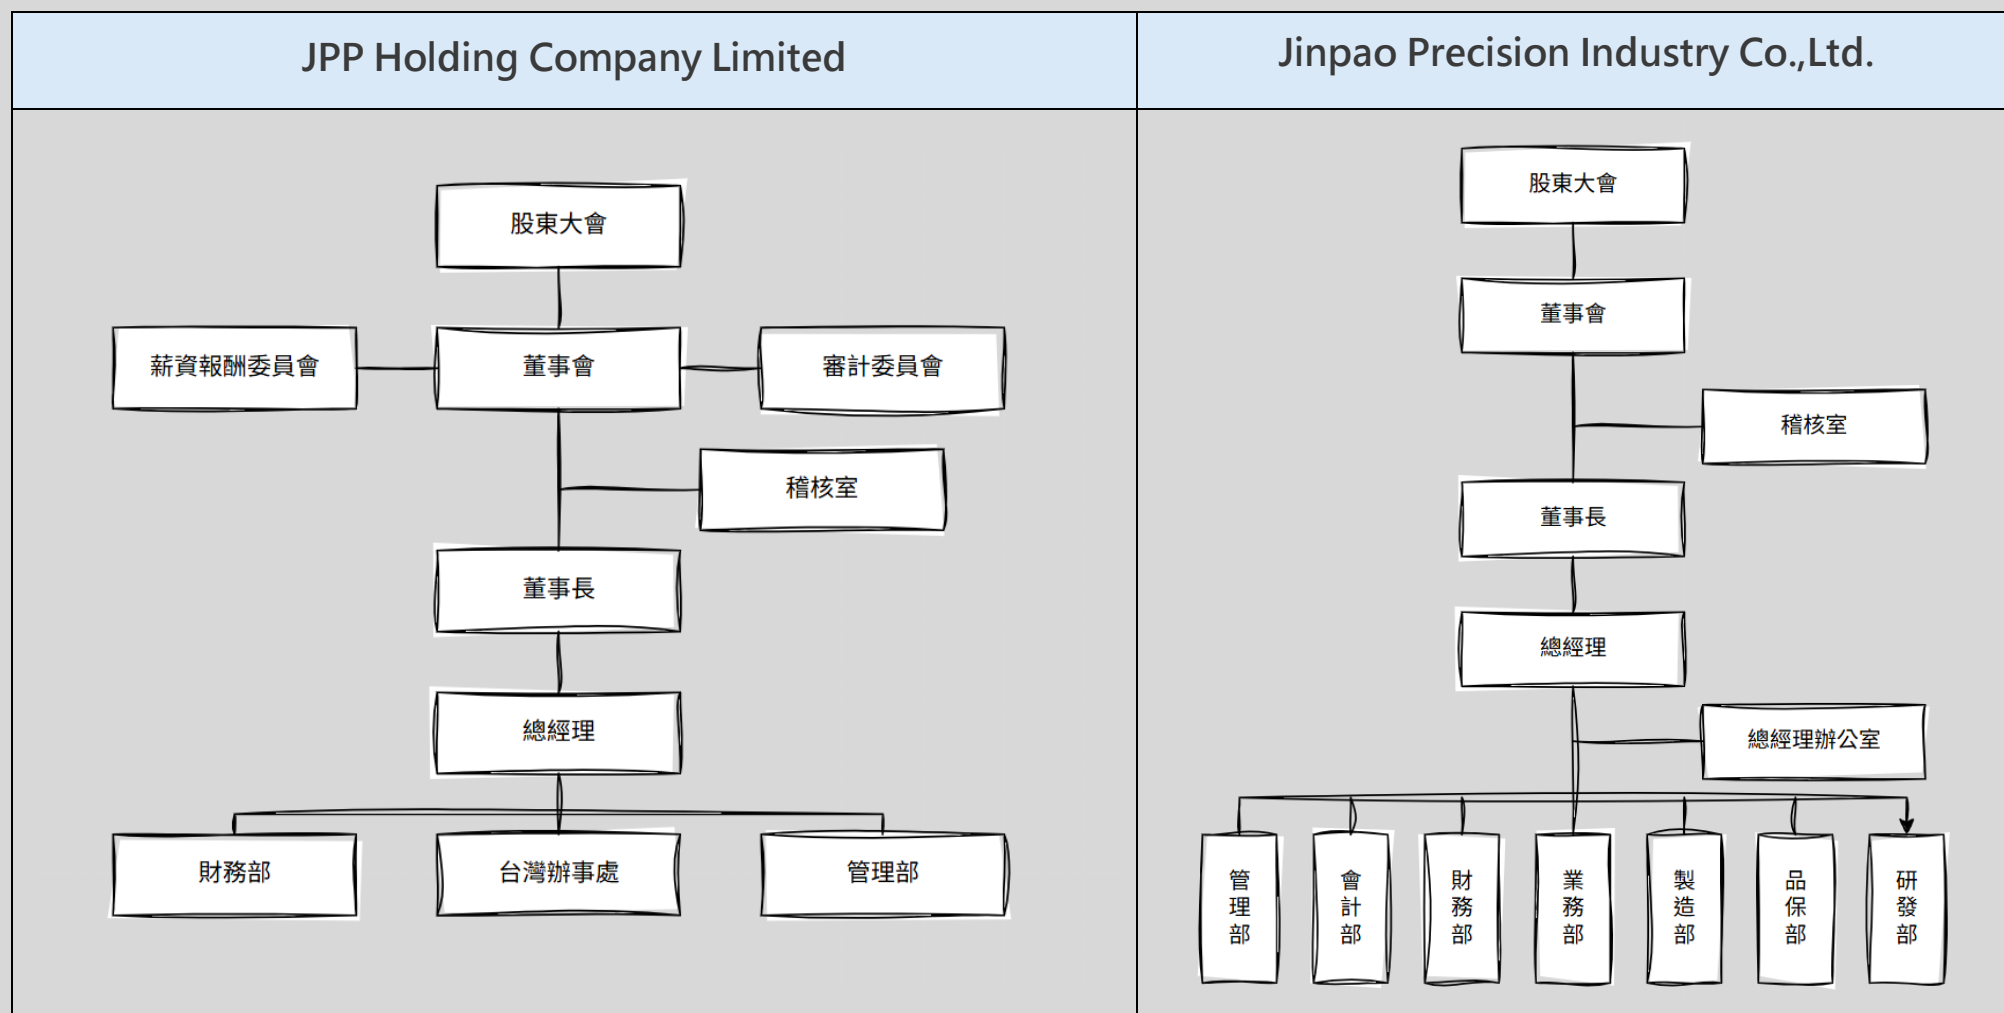 JPP Holding Company Limited
股東大會
薪資報酬委員會
董事會
審計委員會
稽核室
董事長
總經理
財務部
台灣辦事處
管理部
Jinpao Precision Industry Co.,Ltd.
股東大會
董事會
稽核室
董事長
總經理
總經理辦公室
管理部
會計部
財務部
業務部
製造部
品保部
研發部